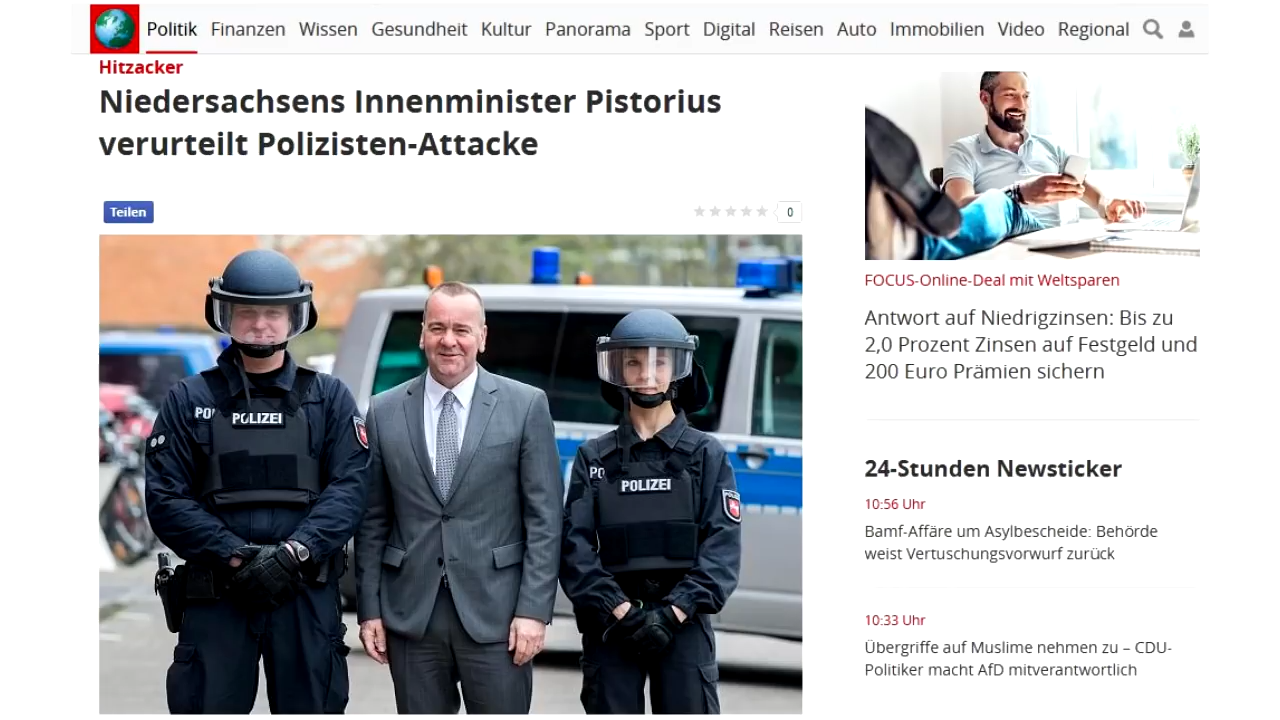 Politik Finanzen Wissen Gesundheit Kultur Panorama Sport Digital Reisen Auto Immobilien Video Regional
Hitzacker
Niedersachsens Innenminister Pistorius
verurteilt Polizisten-Attacke
Teilen
0
POLIZEI
POLIZEI
FOCUS-Online-Deal mit Weltsparen
Antwort auf Niedrigzinsen: Bis zu
2,0 Prozent Zinsen auf Festgeld und
200 Euro Prämien sichern
24-Stunden Newsticker
10:56 Uhr
Bamf-Affäre um Asylbescheide: Behörde
weist Vertuschungsvorwurf zurück
10:33 Uhr
Übergriffe auf Muslime nehmen zu – CDU-
Politiker macht AfD mitverantwortlich